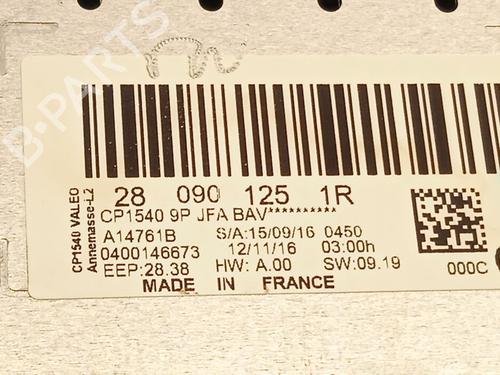 CP1540 VALEO
Annemasse-L2
28 090 125 1R
CP1540 9P JFA BAV**********
A14761B S/A:15/09/16 0450
0400146673 12/11/16 03:00h
EEP:28.38 HW: A.00 SW:09.19
MADE IN FRANCE
000C
B-PARTS